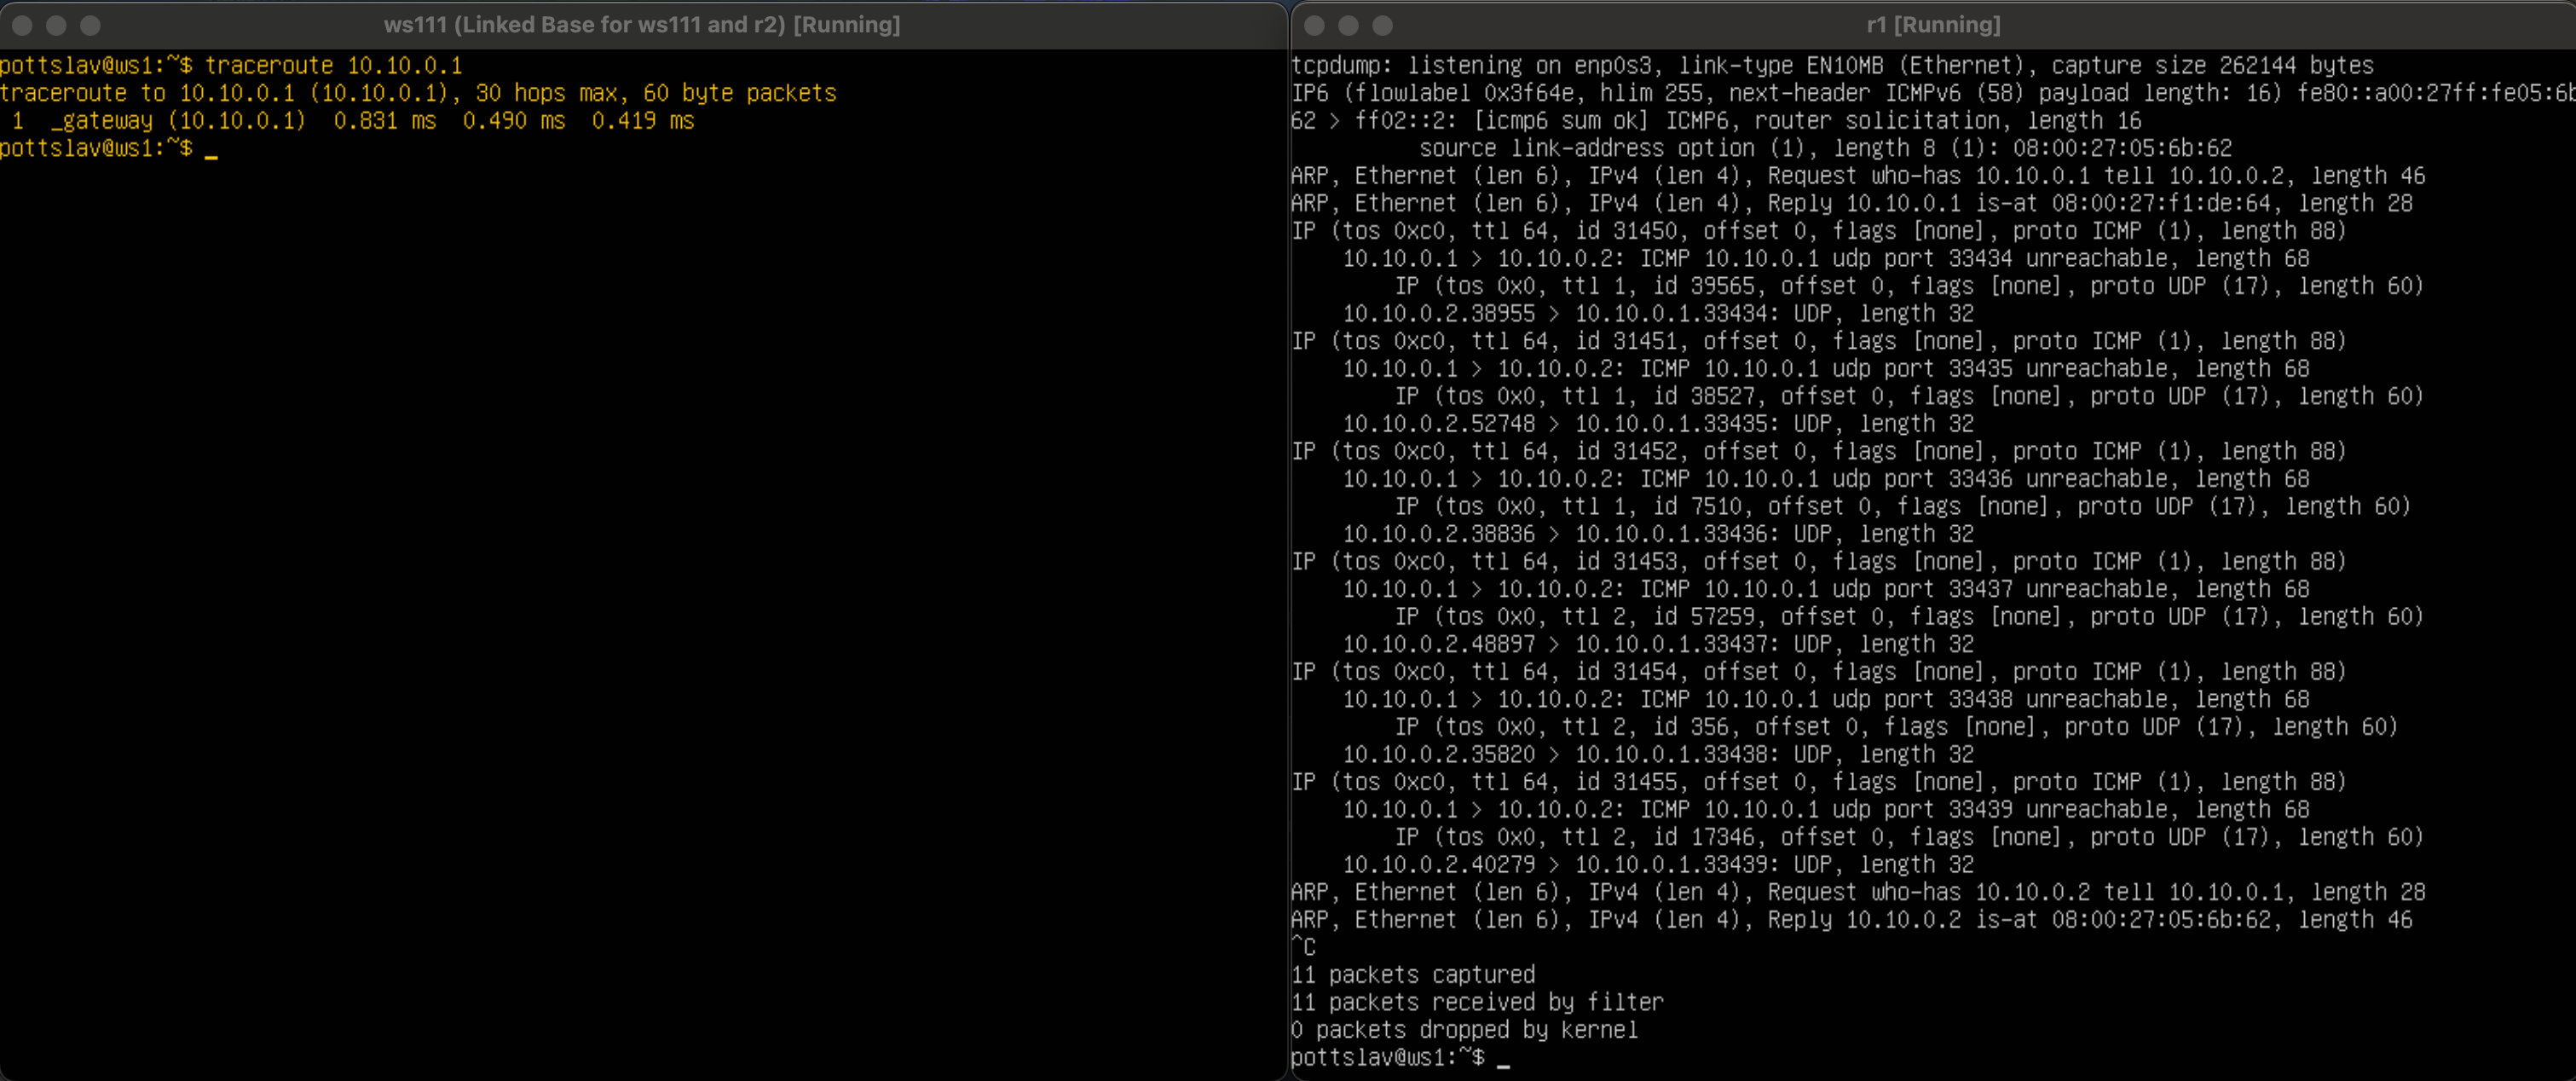 ws111 (Linked Base for ws111 and r2) [Running]
pottslav@ws1:~$ traceroute 10.10.0.1
traceroute to 10.10.0.1 (10.10.0.1), 30 hops max, 60 byte packets
 1  _gateway (10.10.0.1)  0.831 ms  0.490 ms  0.419 ms
pottslav@ws1:~$ _
r1 [Running]
tcpdump: listening on enp0s3, link-type EN10MB (Ethernet), capture size 262144 bytes
IP6 (flowlabel 0x3f64e, hlim 255, next-header ICMPv6 (58) payload length: 16) fe80::a00:27ff:fe05:6b
62 > ff02::2: [icmp6 sum ok] ICMP6, router solicitation, length 16
          source link-address option (1), length 8 (1): 08:00:27:05:6b:62
ARP, Ethernet (len 6), IPv4 (len 4), Request who-has 10.10.0.1 tell 10.10.0.2, length 46
ARP, Ethernet (len 6), IPv4 (len 4), Reply 10.10.0.1 is-at 08:00:27:f1:de:64, length 28
IP (tos 0xc0, ttl 64, id 31450, offset 0, flags [none], proto ICMP (1), length 88)
    10.10.0.1 > 10.10.0.2: ICMP 10.10.0.1 udp port 33434 unreachable, length 68
        IP (tos 0x0, ttl 1, id 39565, offset 0, flags [none], proto UDP (17), length 60)
    10.10.0.2.38955 > 10.10.0.1.33434: UDP, length 32
IP (tos 0xc0, ttl 64, id 31451, offset 0, flags [none], proto ICMP (1), length 88)
    10.10.0.1 > 10.10.0.2: ICMP 10.10.0.1 udp port 33435 unreachable, length 68
        IP (tos 0x0, ttl 1, id 38527, offset 0, flags [none], proto UDP (17), length 60)
    10.10.0.2.52748 > 10.10.0.1.33435: UDP, length 32
IP (tos 0xc0, ttl 64, id 31452, offset 0, flags [none], proto ICMP (1), length 88)
    10.10.0.1 > 10.10.0.2: ICMP 10.10.0.1 udp port 33436 unreachable, length 68
        IP (tos 0x0, ttl 1, id 7510, offset 0, flags [none], proto UDP (17), length 60)
    10.10.0.2.38836 > 10.10.0.1.33436: UDP, length 32
IP (tos 0xc0, ttl 64, id 31453, offset 0, flags [none], proto ICMP (1), length 88)
    10.10.0.1 > 10.10.0.2: ICMP 10.10.0.1 udp port 33437 unreachable, length 68
        IP (tos 0x0, ttl 2, id 57259, offset 0, flags [none], proto UDP (17), length 60)
    10.10.0.2.48897 > 10.10.0.1.33437: UDP, length 32
IP (tos 0xc0, ttl 64, id 31454, offset 0, flags [none], proto ICMP (1), length 88)
    10.10.0.1 > 10.10.0.2: ICMP 10.10.0.1 udp port 33438 unreachable, length 68
        IP (tos 0x0, ttl 2, id 356, offset 0, flags [none], proto UDP (17), length 60)
    10.10.0.2.35820 > 10.10.0.1.33438: UDP, length 32
IP (tos 0xc0, ttl 64, id 31455, offset 0, flags [none], proto ICMP (1), length 88)
    10.10.0.1 > 10.10.0.2: ICMP 10.10.0.1 udp port 33439 unreachable, length 68
        IP (tos 0x0, ttl 2, id 17346, offset 0, flags [none], proto UDP (17), length 60)
    10.10.0.2.40279 > 10.10.0.1.33439: UDP, length 32
ARP, Ethernet (len 6), IPv4 (len 4), Request who-has 10.10.0.2 tell 10.10.0.1, length 28
ARP, Ethernet (len 6), IPv4 (len 4), Reply 10.10.0.2 is-at 08:00:27:05:6b:62, length 46
^C
11 packets captured
11 packets received by filter
0 packets dropped by kernel
pottslav@ws1:~$ _